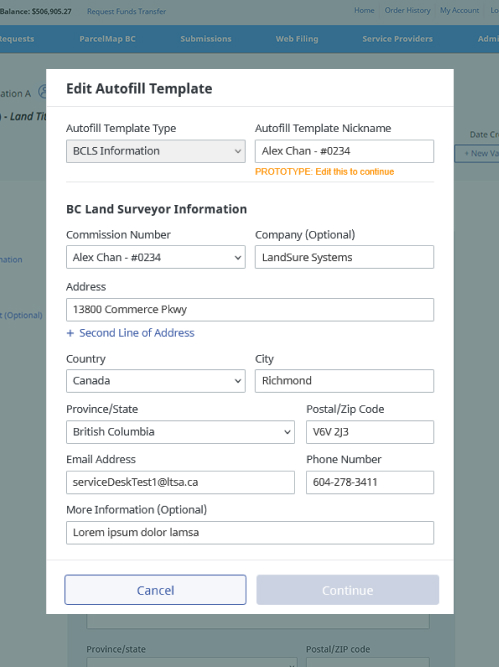 Balance: $506,905.27 Request Funds Transfer Home Order History My Account
equests ParcelMap BC Submissions Web Filing Service Providers Admi
ation A
) - Land Tit
Date Cr
+ New Va
mation
t (Optional)
Edit Autofill Template
Autofill Template Type Autofill Template Nickname
BCLS Information Alex Chan - #0234
PROTOTYPE: Edit this to continue
BC Land Surveyor Information
Commission Number Company (Optional)
Alex Chan - #0234 LandSure Systems
Address
13800 Commerce Pkwy
+ Second Line of Address
Country City
Canada Richmond
Province/State Postal/Zip Code
British Columbia V6V 2J3
Email Address Phone Number
serviceDeskTest1@ltsa.ca 604-278-3411
More Information (Optional)
Lorem ipsum dolor lamsa
Cancel Continue
Province/state Postal/ZIP code